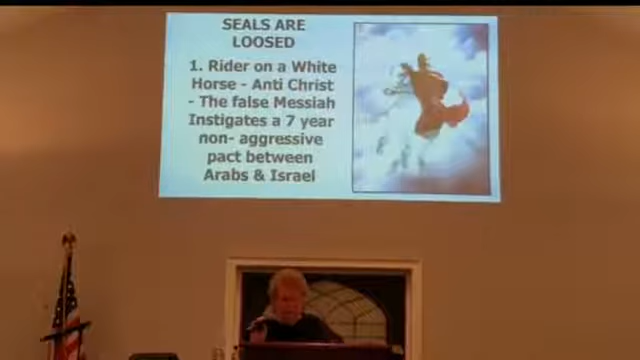 SEALS ARE
LOOSED
1. Rider on a White
Horse - Anti Christ
- The false Messiah
Instigates a 7 year
non- aggressive
pact between
Arabs & Israel